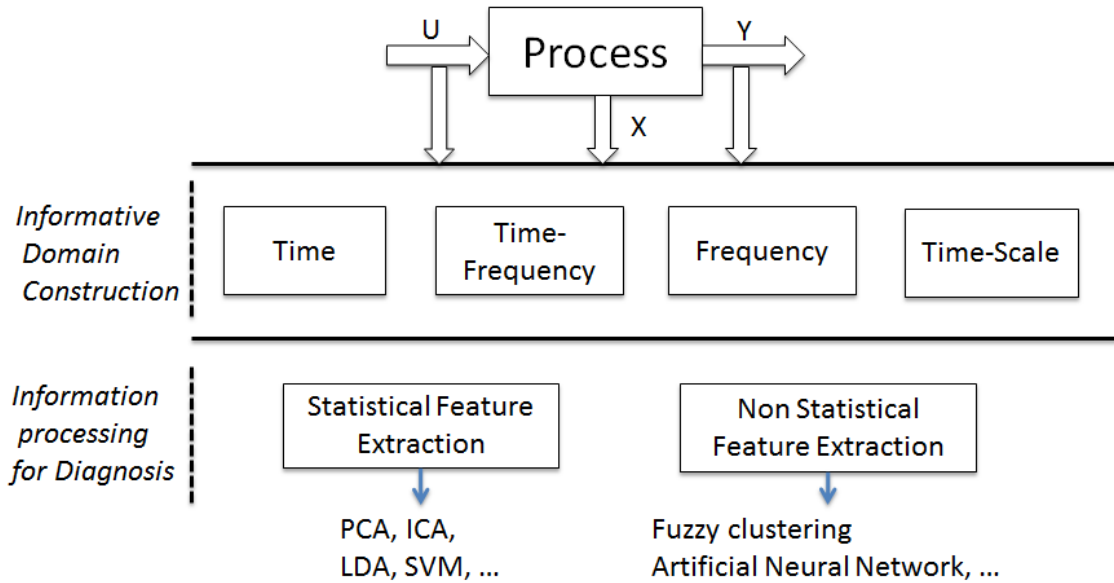 U
Process
Y
X
Informative
Domain
Construction
Time
Time-
Frequency
Frequency
Time-Scale
Information
processing
for Diagnosis
Statistical Feature
Extraction
Non Statistical
Feature Extraction
PCA, ICA,
LDA, SVM, ...
Fuzzy clustering
Artificial Neural Network, ...